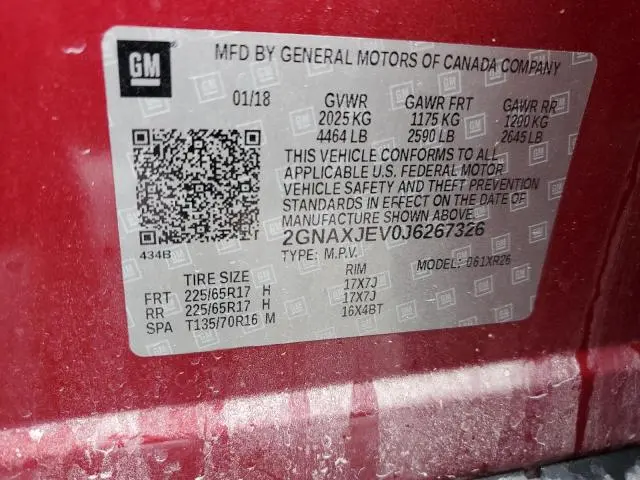 GM
MFD BY GENERAL MOTORS OF CANADA COMPANY
01/18 GVWR GAWR FRT GAWR RR
2025 KG 1175 KG 1200 KG
4464 LB 2590 LB 2645 LB
THIS VEHICLE CONFORMS TO ALL
APPLICABLE U.S. FEDERAL MOTOR
VEHICLE SAFETY AND THEFT PREVENTION
STANDARDS IN EFFECT ON THE DATE OF
MANUFACTURE SHOWN ABOVE.
2GNAXJEV0J6267326
434B
TYPE: M.P.V. MODEL: 061XR26
TIRE SIZE RIM
FRT 225/65R17 H 17X7J
RR 225/65R17 H 17X7J
SPA T135/70R16 M 16X4BT